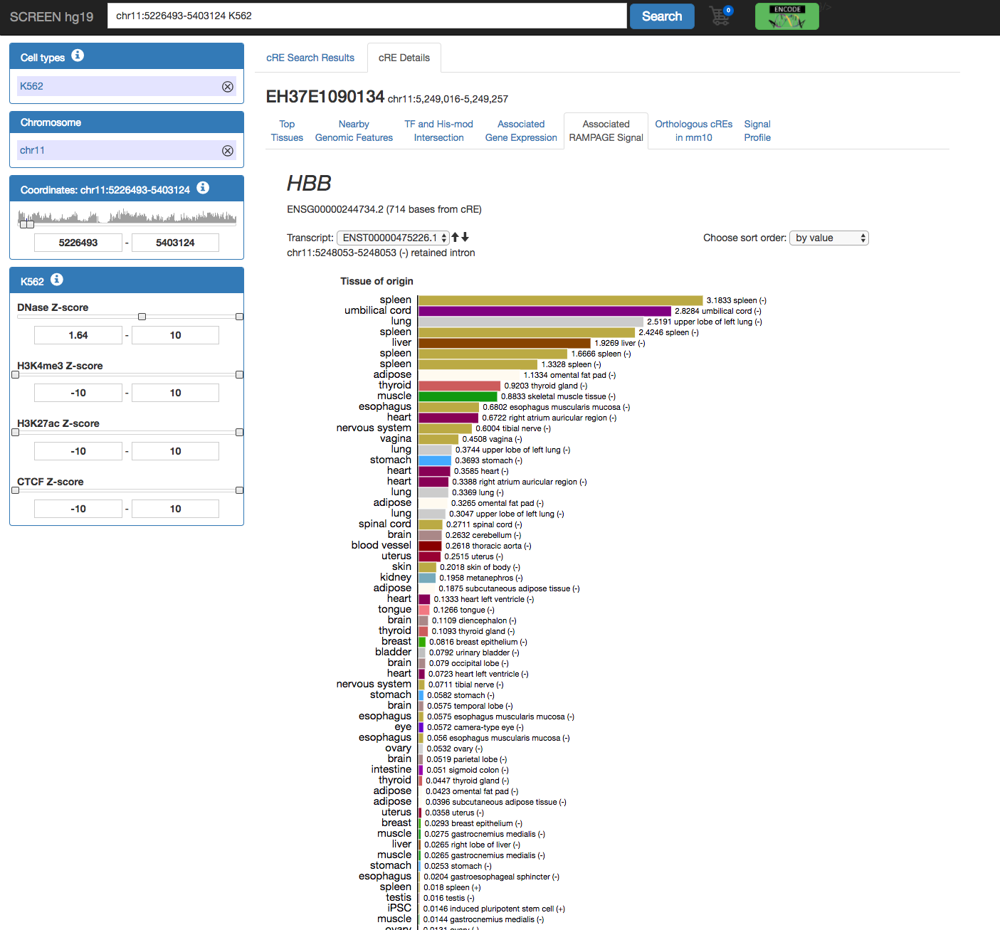 SCREEN hg19
chr11:5226493-5403124 K562
Search
0
ENCODE
/>
Cell types
K562
Chromosome
chr11
Coordinates: chr11:5226493-5403124
5226493 - 5403124
K562
DNase Z-score
1.64 - 10
H3K4me3 Z-score
-10 - 10
H3K27ac Z-score
-10 - 10
CTCF Z-score
-10 - 10
cRE Search Results
cRE Details
EH37E1090134 chr11:5,249,016-5,249,257
Top Tissues
Nearby Genomic Features
TF and His-mod Intersection
Associated Gene Expression
Associated RAMPAGE Signal
Orthologous cREs in mm10
Signal Profile
HBB
ENSG00000244734.2 (714 bases from cRE)
Transcript: ENST00000475226.1
Choose sort order: by value
chr11:5248053-5248053 (-) retained intron
Tissue of origin
spleen 3.1833 spleen (-)
umbilical cord 2.8284 umbilical cord (-)
lung 2.5191 upper lobe of left lung (-)
spleen 2.4246 spleen (-)
liver 1.9269 liver (-)
spleen 1.6666 spleen (-)
spleen 1.3328 spleen (-)
adipose 1.1334 omental fat pad (-)
thyroid 0.9203 thyroid gland (-)
muscle 0.8833 skeletal muscle tissue (-)
esophagus 0.6802 esophagus muscularis mucosa (-)
heart 0.6722 right atrium auricular region (-)
nervous system 0.6004 tibial nerve (-)
vagina 0.4508 vagina (-)
lung 0.3744 upper lobe of left lung (-)
stomach 0.3693 stomach (-)
heart 0.3585 heart (-)
heart 0.3388 right atrium auricular region (-)
lung 0.3369 lung (-)
adipose 0.3265 omental fat pad (-)
lung 0.3047 upper lobe of left lung (-)
spinal cord 0.2711 spinal cord (-)
brain 0.2632 cerebellum (-)
blood vessel 0.2618 thoracic aorta (-)
uterus 0.2515 uterus (-)
skin 0.2018 skin of body (-)
kidney 0.1958 metanephros (-)
adipose 0.1875 subcutaneous adipose tissue (-)
heart 0.1333 heart left ventricle (-)
tongue 0.1266 tongue (-)
brain 0.1109 diencephalon (-)
thyroid 0.1093 thyroid gland (-)
breast 0.0816 breast epithelium (-)
bladder 0.0792 urinary bladder (-)
brain 0.079 occipital lobe (-)
heart 0.0723 heart left ventricle (-)
nervous system 0.0711 tibial nerve (-)
stomach 0.0582 stomach (-)
brain 0.0575 temporal lobe (-)
esophagus 0.0575 esophagus muscularis mucosa (-)
eye 0.0572 camera-type eye (-)
esophagus 0.056 esophagus muscularis mucosa (-)
ovary 0.0532 ovary (-)
brain 0.0519 parietal lobe (-)
intestine 0.051 sigmoid colon (-)
thyroid 0.0447 thyroid gland (-)
adipose 0.0423 omental fat pad (-)
adipose 0.0396 subcutaneous adipose tissue (-)
uterus 0.0358 uterus (-)
breast 0.0293 breast epithelium (-)
muscle 0.0275 gastrocnemius medialis (-)
liver 0.0265 right lobe of liver (-)
muscle 0.0265 gastrocnemius medialis (-)
stomach 0.0253 stomach (-)
esophagus 0.0204 gastroesophageal sphincter (-)
spleen 0.018 spleen (+)
testis 0.016 testis (-)
iPSC 0.0146 induced pluripotent stem cell (+)
muscle 0.0144 gastrocnemius medialis (-)
ovary 0.0131 ovary (-)